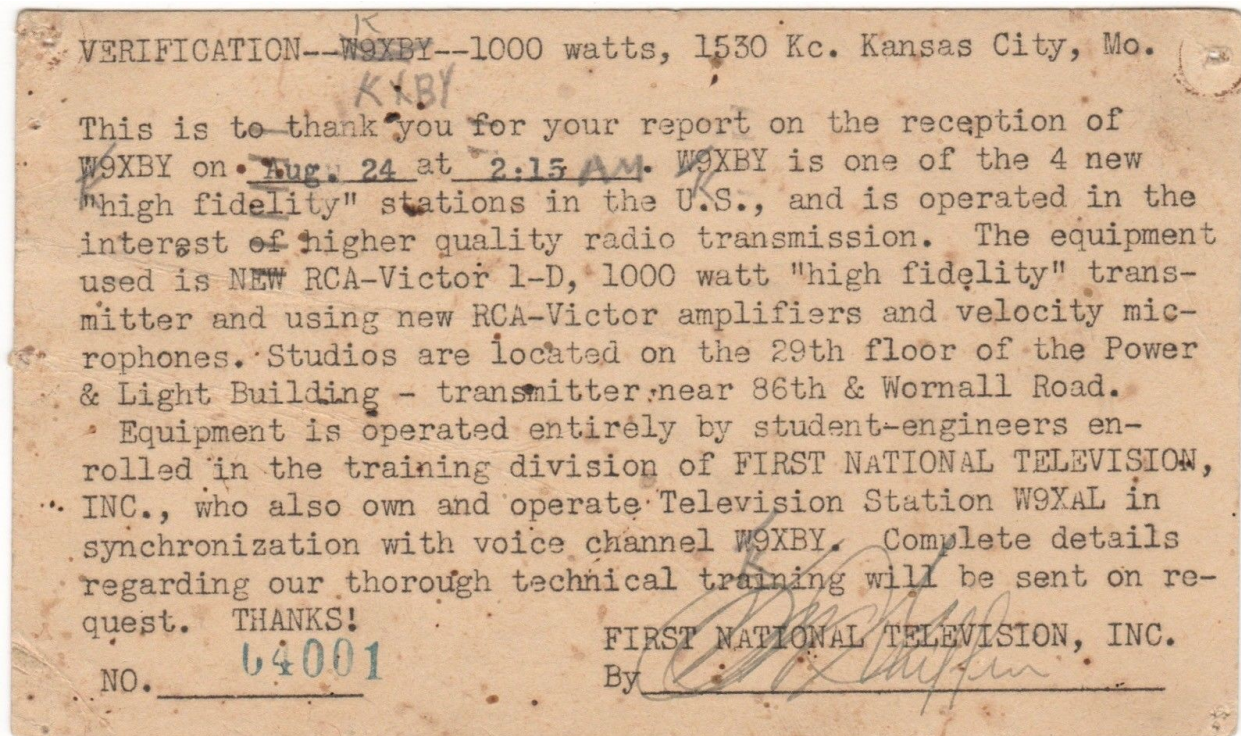 K
VERIFICATION--W9XBY--1000 watts, 1530 Kc. Kansas City, Mo.
KXBY
This is to thank you for your report on the reception of
W9XBY on Aug. 24 at 2:15 AM. W9XBY is one of the 4 new
K K
"high fidelity" stations in the U.S., and is operated in the
interest of higher quality radio transmission. The equipment
used is NEW RCA-Victor 1-D, 1000 watt "high fidelity" trans-
mitter and using new RCA-Victor amplifiers and velocity mic-
rophones. Studios are located on the 29th floor of the Power
& Light Building - transmitter near 86th & Wornall Road.
Equipment is operated entirely by student-engineers en-
rolled in the training division of FIRST NATIONAL TELEVISION,
INC., who also own and operate Television Station W9XAL in
synchronization with voice channel W9XBY. Complete details
K
regarding our thorough technical training will be sent on re-
quest. THANKS!
FIRST NATIONAL TELEVISION, INC.
NO. 64001
By